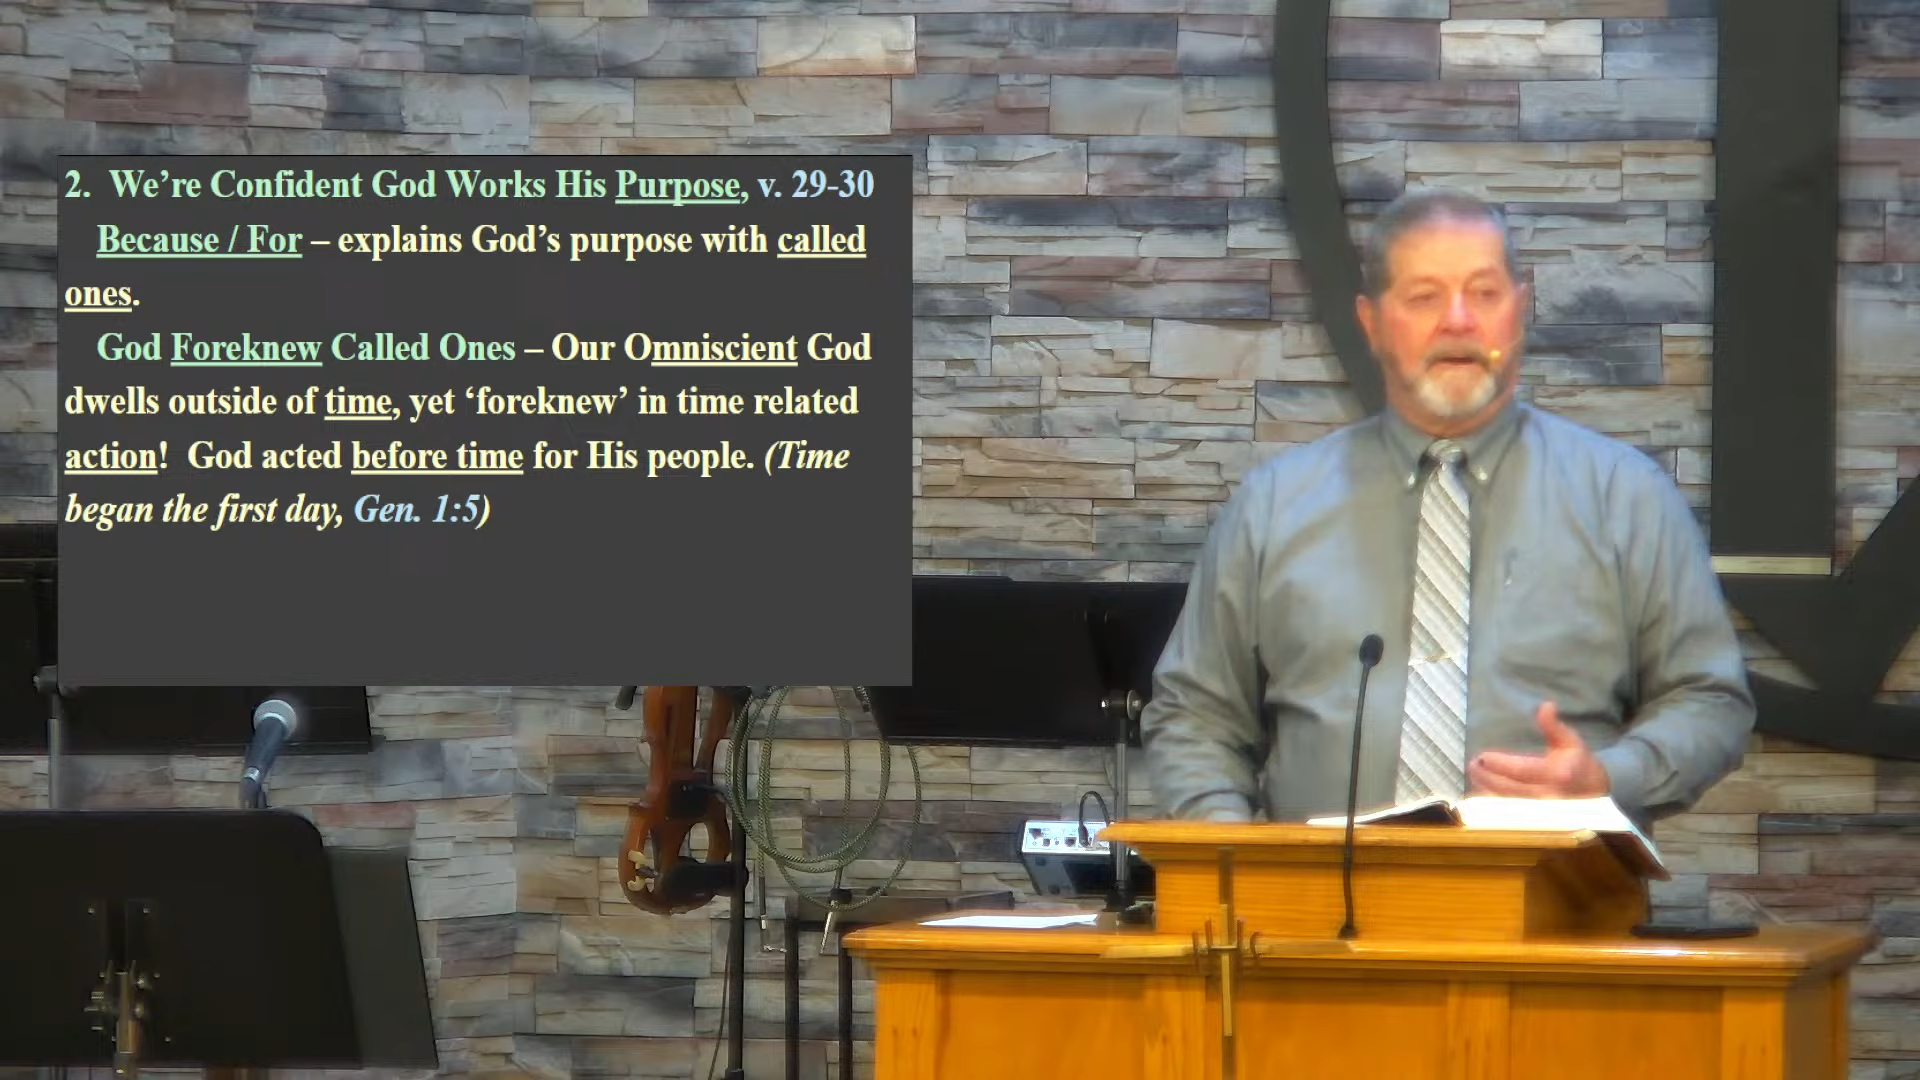 2. We’re Confident God Works His Purpose, v. 29-30
Because / For – explains God’s purpose with called
ones.
God Foreknew Called Ones – Our Omniscient God
dwells outside of time, yet ‘foreknew’ in time related
action! God acted before time for His people. (Time
began the first day, Gen. 1:5)